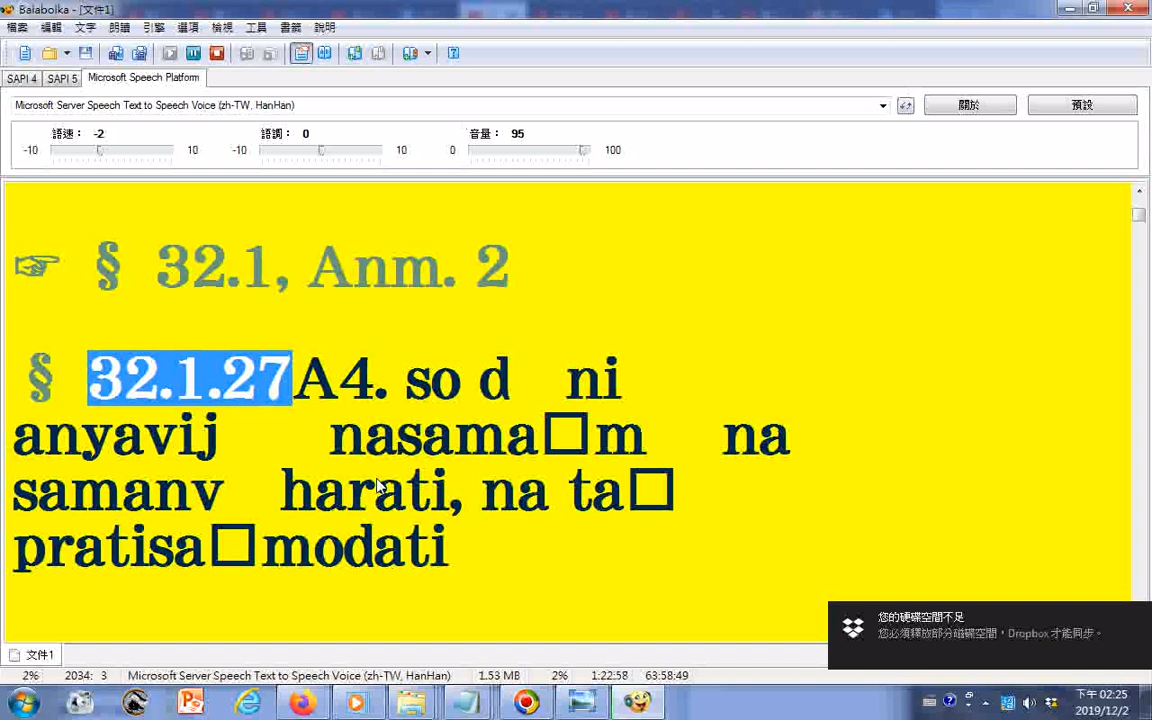 Balabolka - [文件1]
檔案 編輯 文字 朗讀 引擎 選項 檢視 工具 書籤 說明
SAPI 4 SAPI 5 Microsoft Speech Platform
Microsoft Server Speech Text to Speech Voice (zh-TW, HanHan) 關於 預設
語速： -2 語調： 0 音量： 95
-10 10 -10 10 0 100
☞ § 32.1, Anm. 2
§ 32.1.27A4. so d ni
anyavij nasama□m na
samanv harati, na ta□
pratisa□modati
您的硬碟空間不足
您必須釋放部分磁碟空間，Dropbox 才能同步。
文件1
2% 2034: 3 Microsoft Server Speech Text to Speech Voice (zh-TW, HanHan) 1.53 MB 2% 1:22:58 63:58:49
下午 02:25
2019/12/2